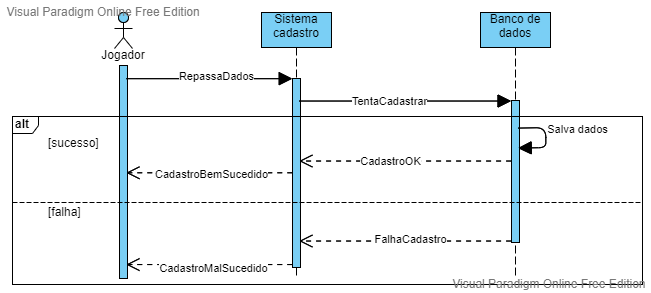 Visual Paradigm Online Free Edition
Sistema
cadastro
Banco de
dados
Jogador
RepassaDados
TentaCadastrar
alt
Salva dados
[sucesso]
CadastroOK
CadastroBemSucedido
[falha]
FalhaCadastro
CadastroMalSucedido
Visual Paradigm Online Free Edition